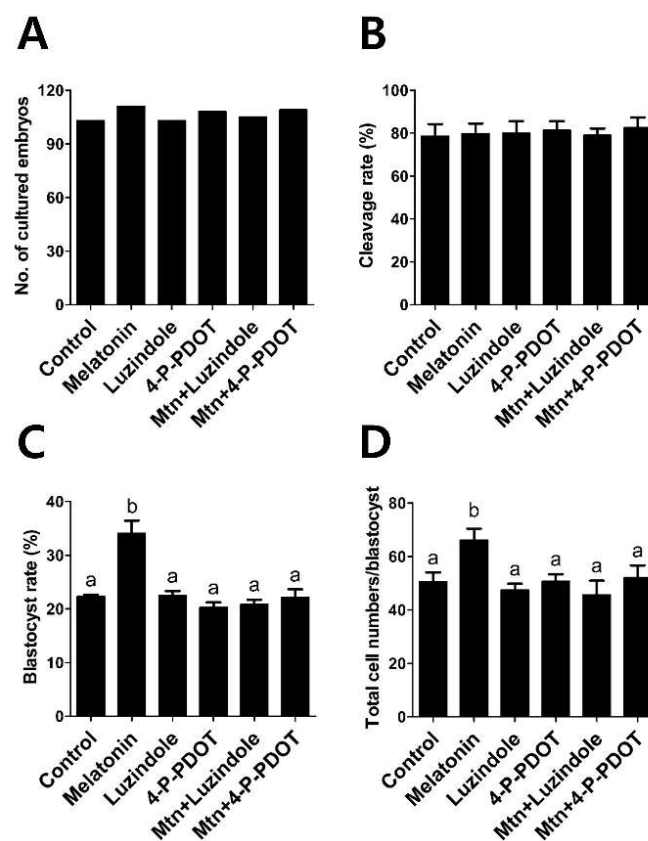 A
No. of cultured embryos
120
90
60
30
0
Control
Melatonin
Luzindole
4-P-PDOT
Mtn+Luzindole
Mtn+4-P-PDOT
B
Cleavage rate (%)
100
80
60
40
20
0
Control
Melatonin
Luzindole
4-P-PDOT
Mtn+Luzindole
Mtn+4-P-PDOT
C
Blastocyst rate (%)
40
30
20
10
0
a
b
a
a
a
a
Control
Melatonin
Luzindole
4-P-PDOT
Mtn+Luzindole
Mtn+4-P-PDOT
D
Total cell numbers/blastocyst
80
60
40
20
0
a
b
a
a
a
a
Control
Melatonin
Luzindole
4-P-PDOT
Mtn+Luzindole
Mtn+4-P-PDOT